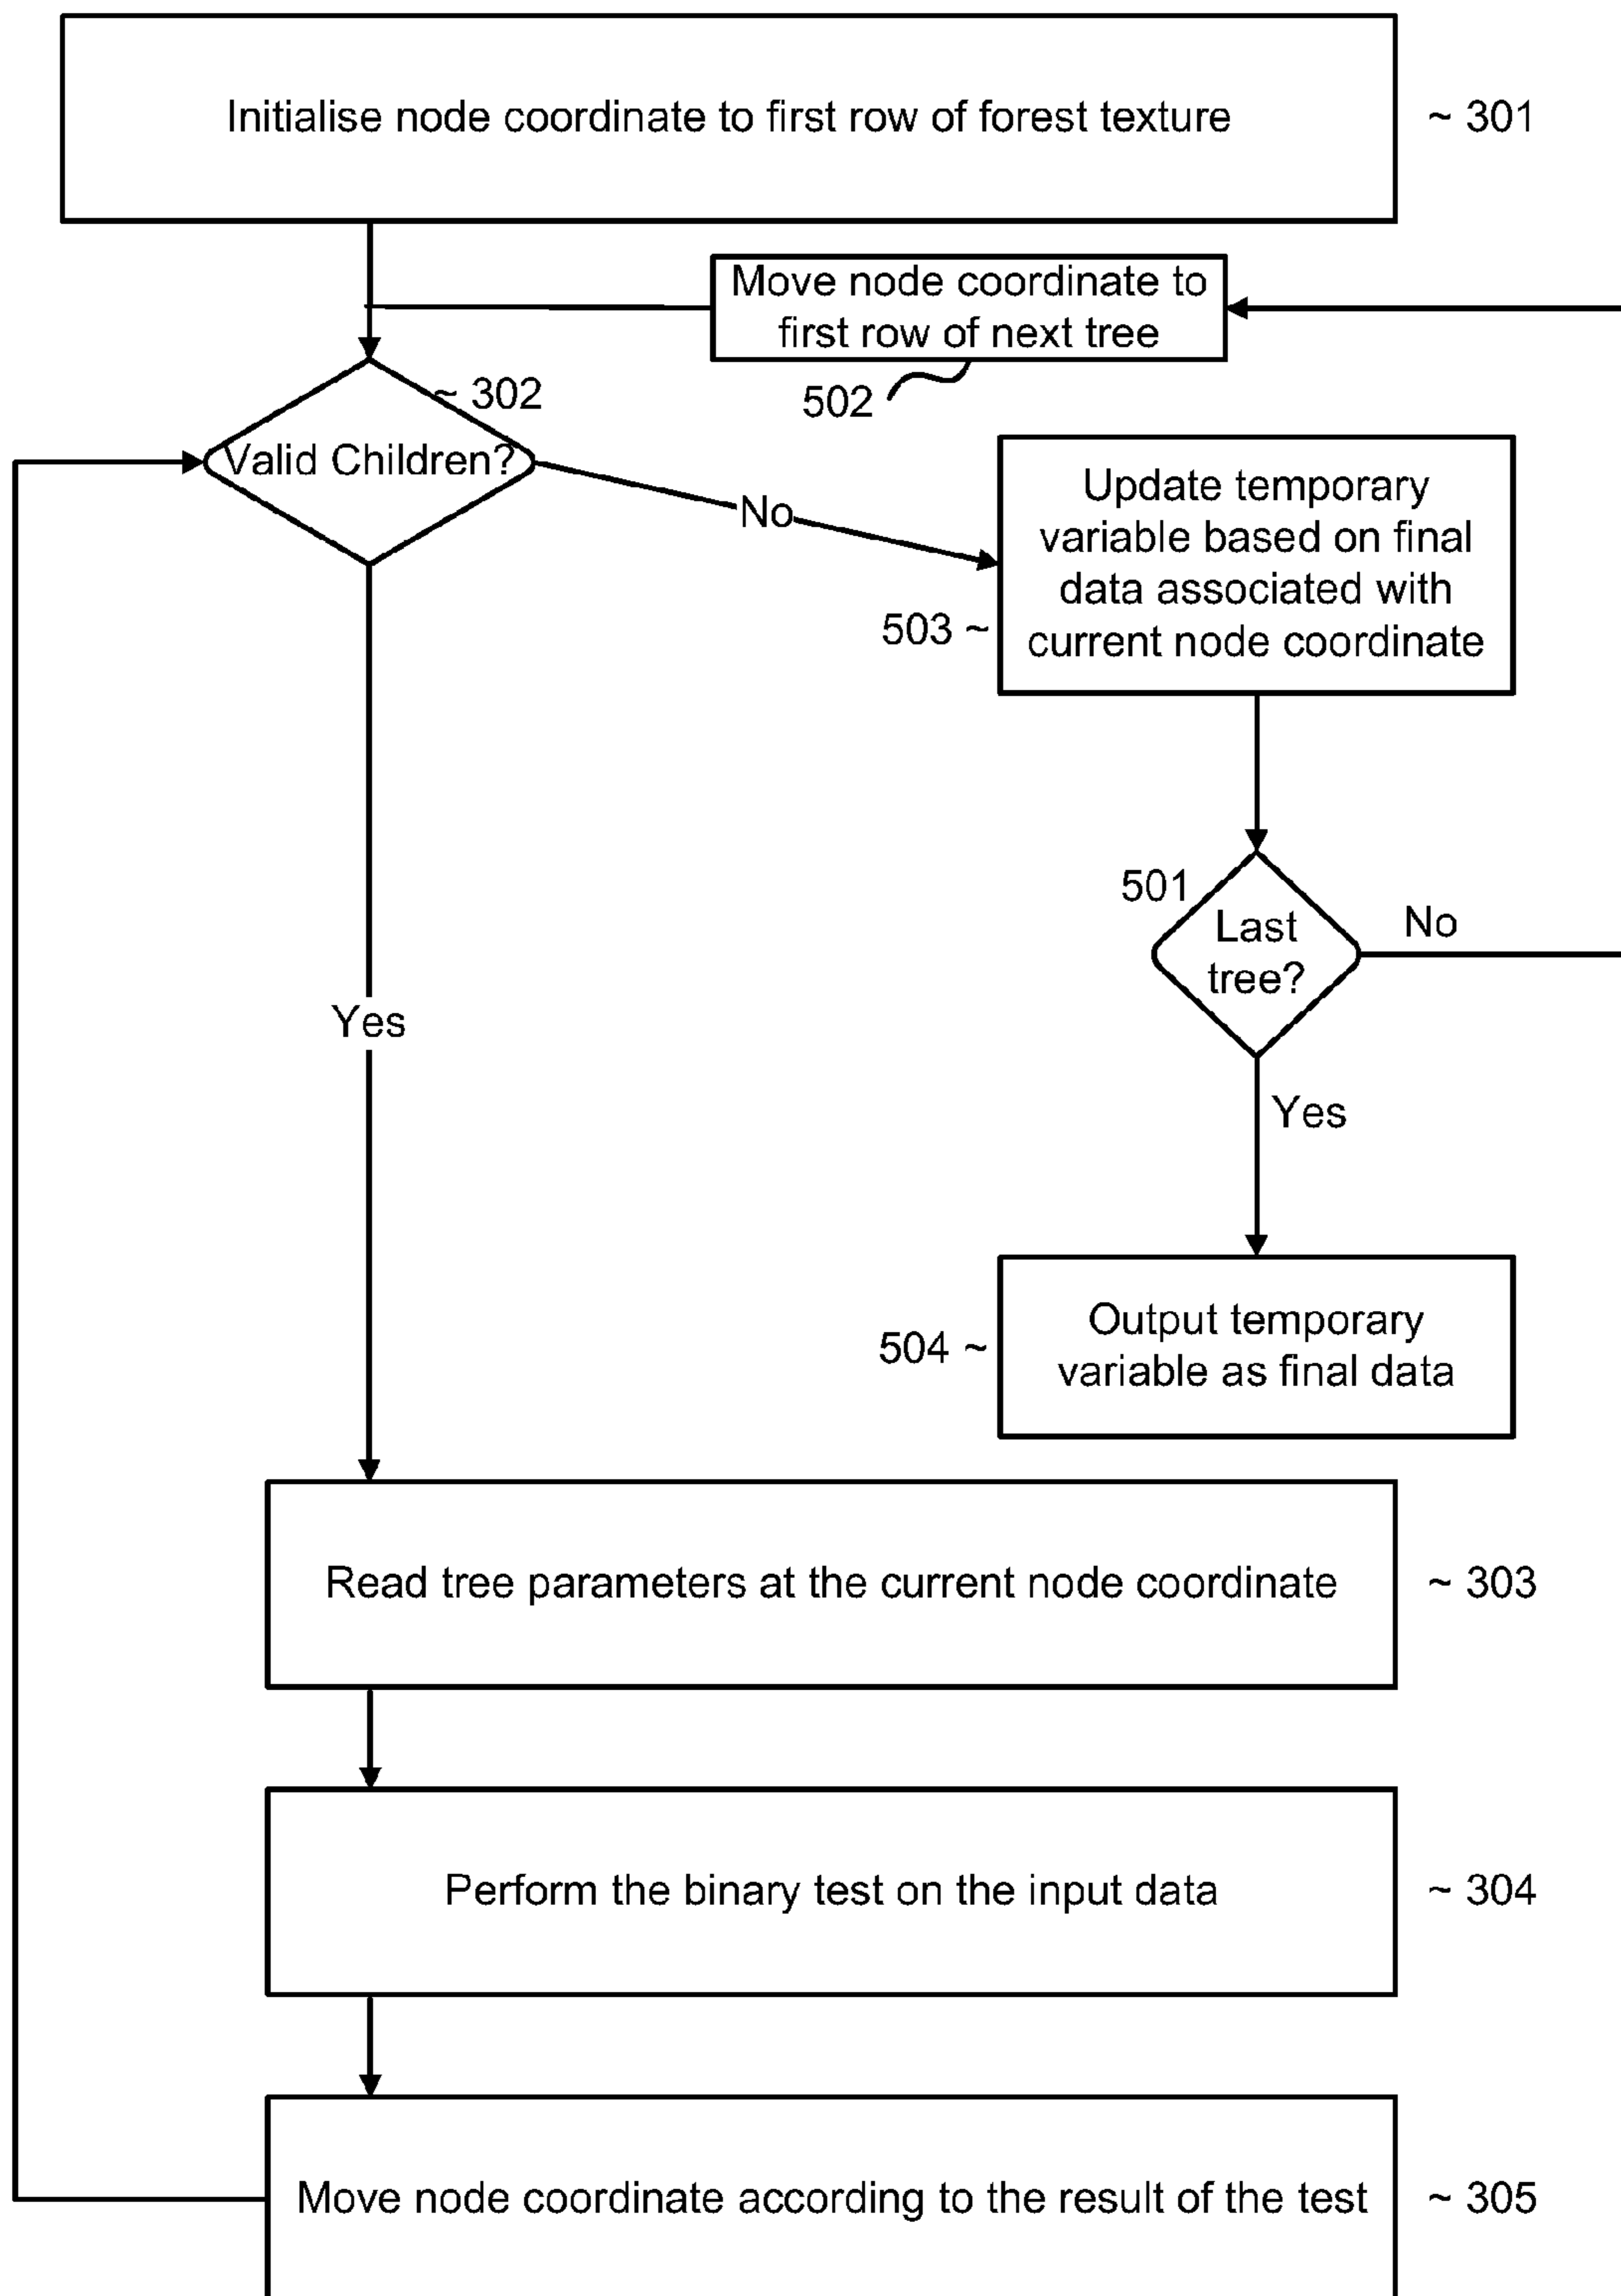 Initialise node coordinate to first row of forest texture
~ 301
Move node coordinate to
first row of next tree
502
~ 302
Valid Children?
No
Update temporary
variable based on final
data associated with
current node coordinate
503 ~
501
Last
tree?
No
Yes
Yes
Output temporary
variable as final data
504 ~
Read tree parameters at the current node coordinate
~ 303
Perform the binary test on the input data
~ 304
Move node coordinate according to the result of the test
~ 305